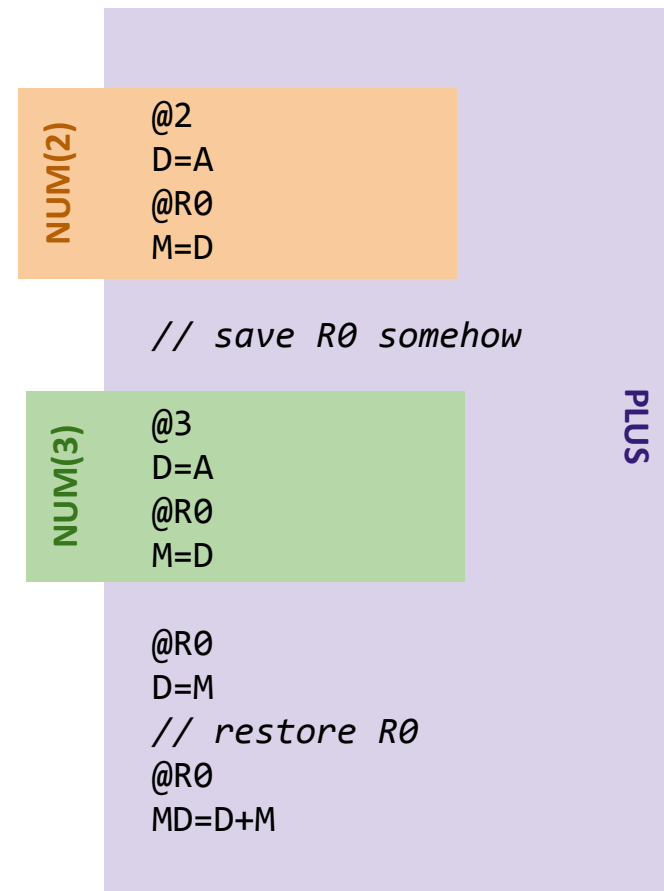 NUM(2)
@2
D=A
@R0
M=D
// save R0 somehow
NUM(3)
@3
D=A
@R0
M=D
PLUS
@R0
D=M
// restore R0
@R0
MD=D+M